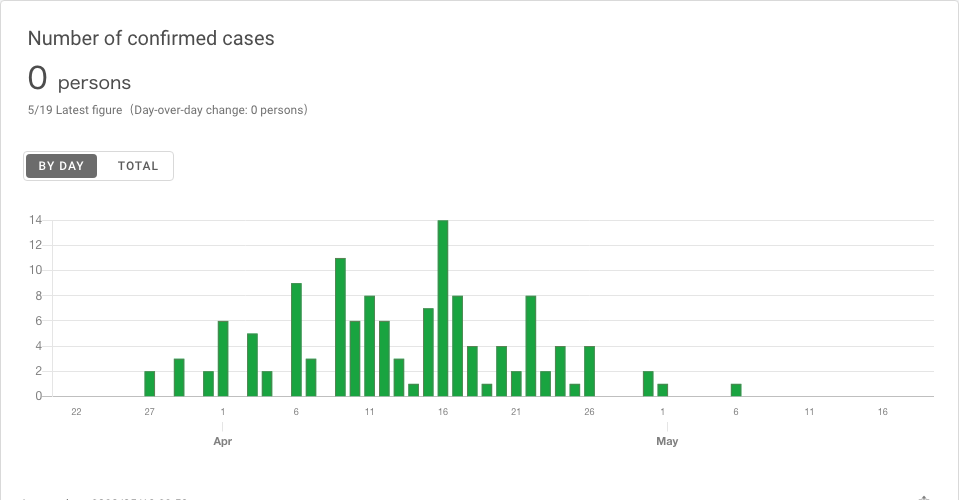 Number of confirmed cases
0 persons
5/19 Latest figure (Day-over-day change: 0 persons)
BY DAY TOTAL
14
12
10
8
6
4
2
0
22 27 1 6 11 16 21 26 1 6 11 16
Apr May